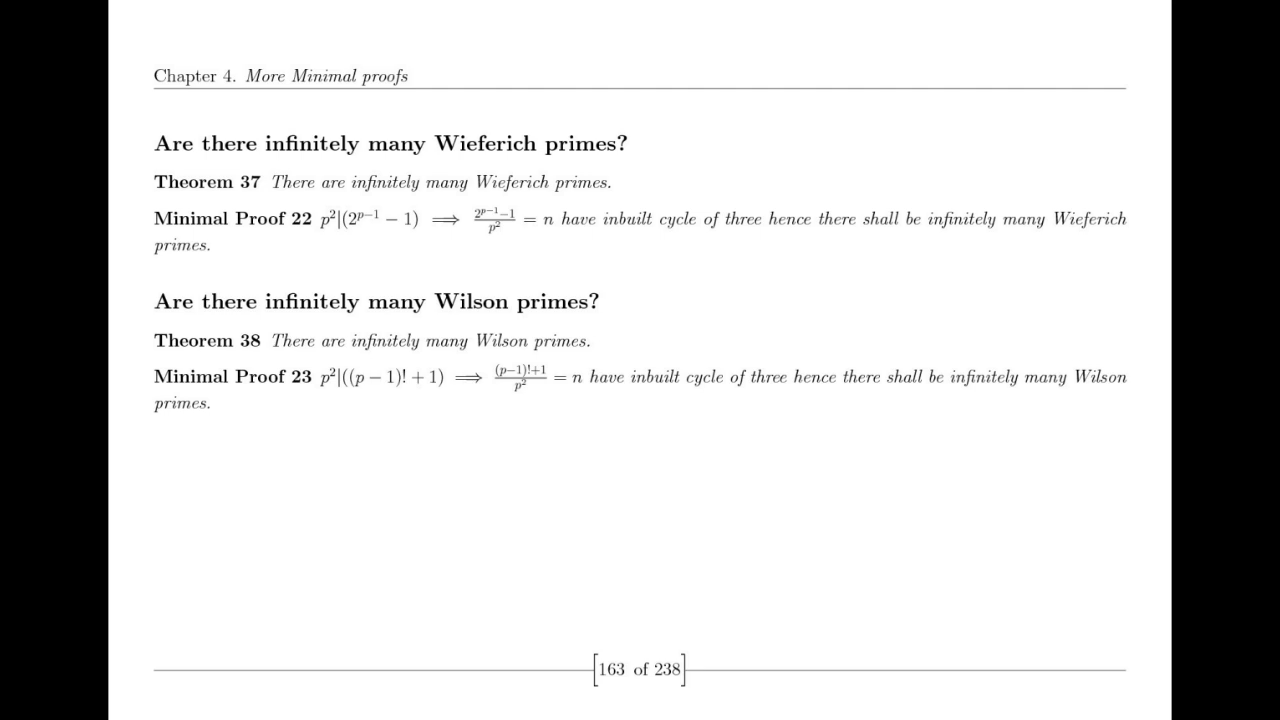 Chapter 4. More Minimal proofs
Are there infinitely many Wieferich primes?
Theorem 37 There are infinitely many Wieferich primes.
Minimal Proof 22 p²|(2ᵖ⁻¹ − 1) ⟹ (2ᵖ⁻¹−1)/p² = n have inbuilt cycle of three hence there shall be infinitely many Wieferich
primes.
Are there infinitely many Wilson primes?
Theorem 38 There are infinitely many Wilson primes.
Minimal Proof 23 p²|((p − 1)! + 1) ⟹ ((p−1)!+1)/p² = n have inbuilt cycle of three hence there shall be infinitely many Wilson
primes.
[163 of 238]